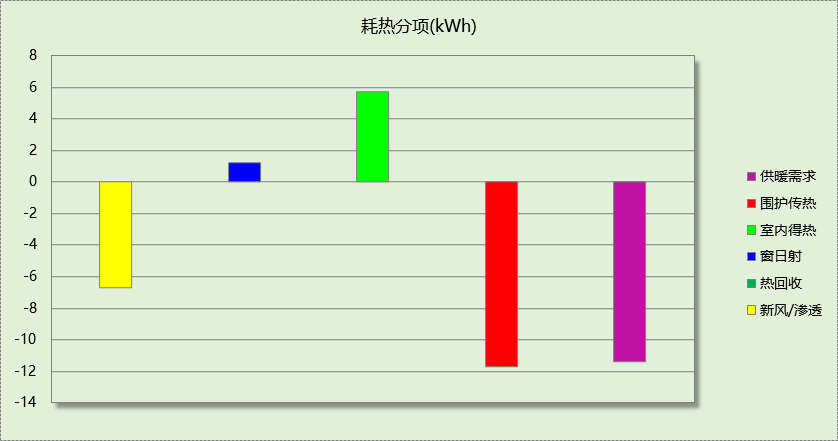 耗热分项(kWh)
8
6
4
2
0
-2
-4
-6
-8
-10
-12
-14
供暖需求
围护传热
室内得热
窗日射
热回收
新风/渗透